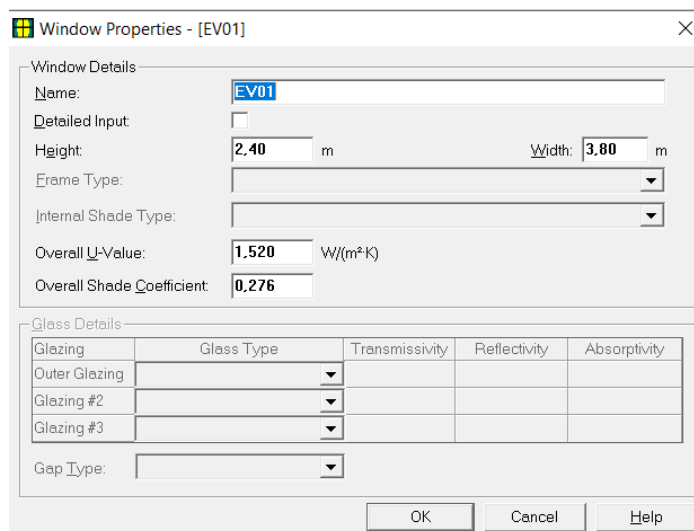 Window Properties - [EV01]
Window Details
Name: EV01
Detailed Input:
Height: 2,40 m Width: 3,80 m
Frame Type:
Internal Shade Type:
Overall U-Value: 1,520 W/(m²·K)
Overall Shade Coefficient: 0,276
Glass Details
Glazing Glass Type Transmissivity Reflectivity Absorptivity
Outer Glazing
Glazing #2
Glazing #3
Gap Type:
OK Cancel Help